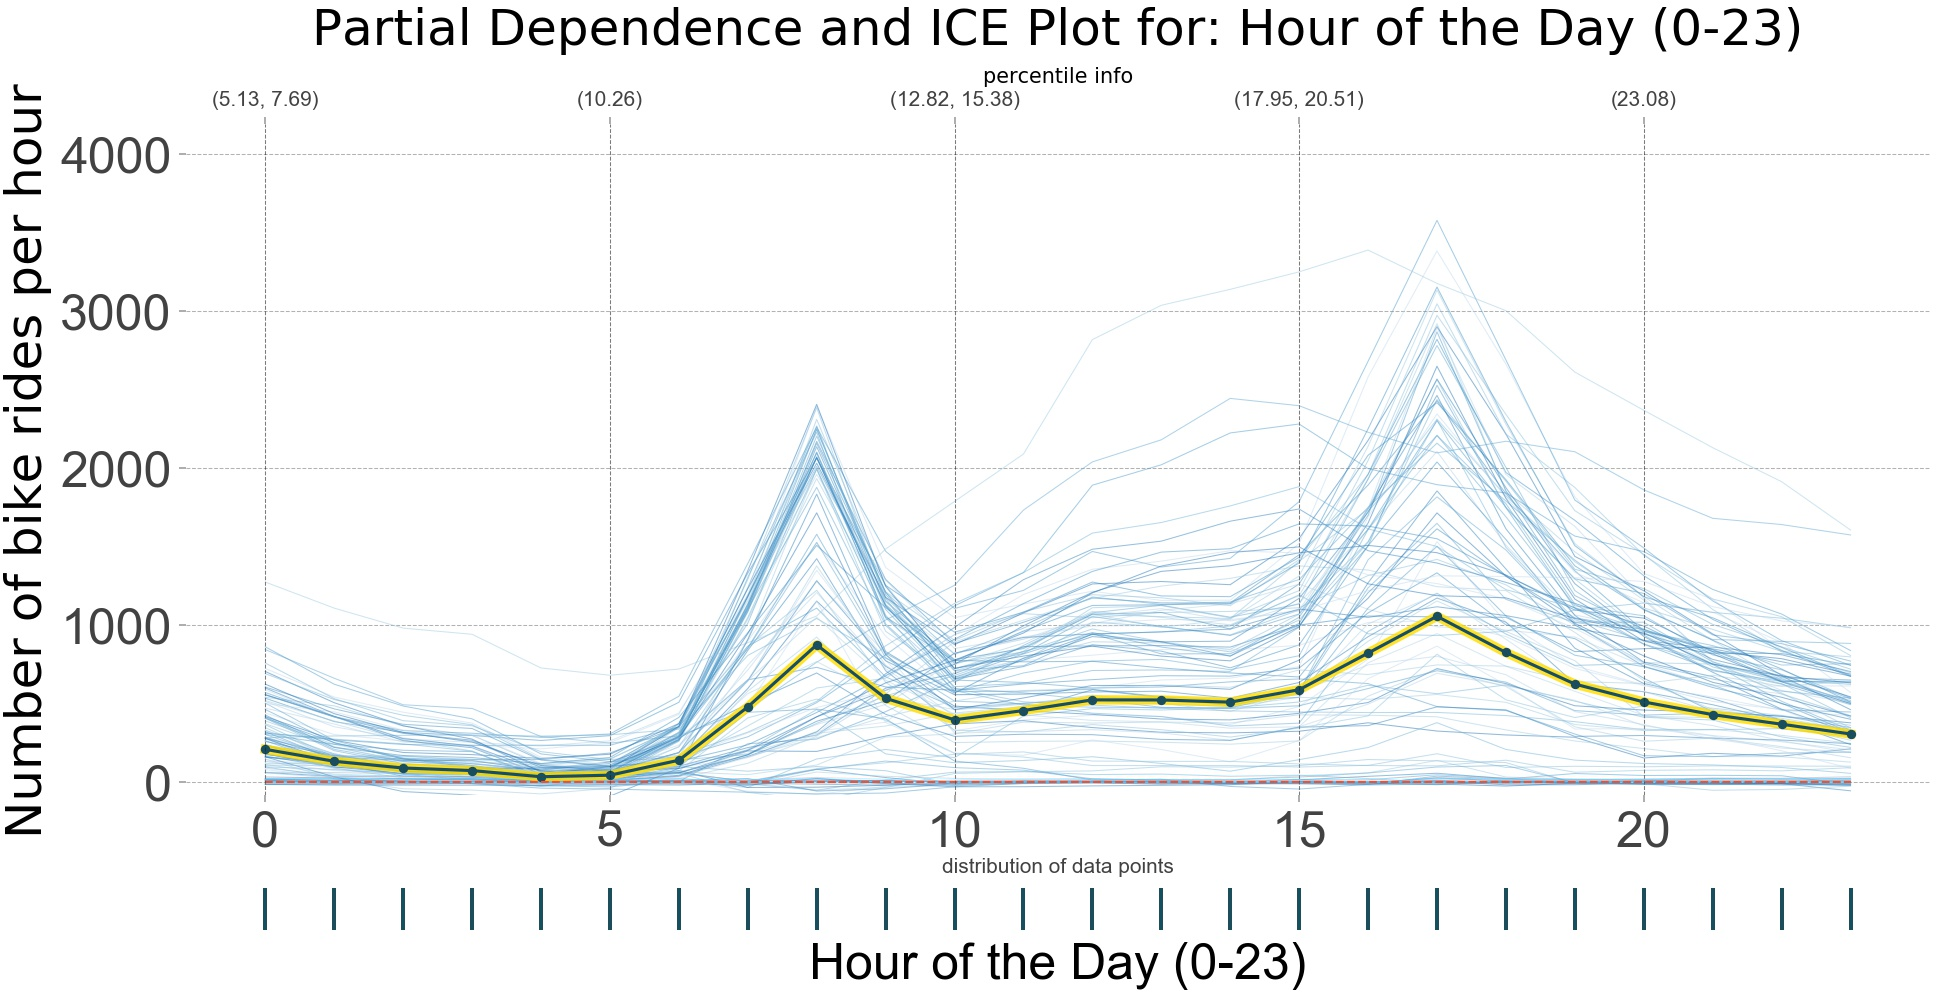 Partial Dependence and ICE Plot for: Hour of the Day (0-23)
percentile info
(5.13, 7.69) (10.26) (12.82, 15.38) (17.95, 20.51) (23.08)
Number of bike rides per hour
4000
3000
2000
1000
0
0 5 10 15 20
distribution of data points
Hour of the Day (0-23)